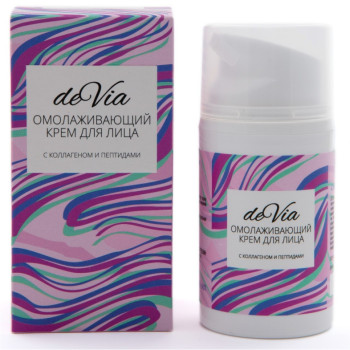 deVia
ОМОЛАЖИВАЮЩИЙ
КРЕМ ДЛЯ ЛИЦА
С КОЛЛАГЕНОМ И ПЕПТИДАМИ
deVia
ОМОЛАЖИВАЮЩИЙ
КРЕМ ДЛЯ ЛИЦА
С КОЛЛАГЕНОМ И ПЕПТИДАМИ